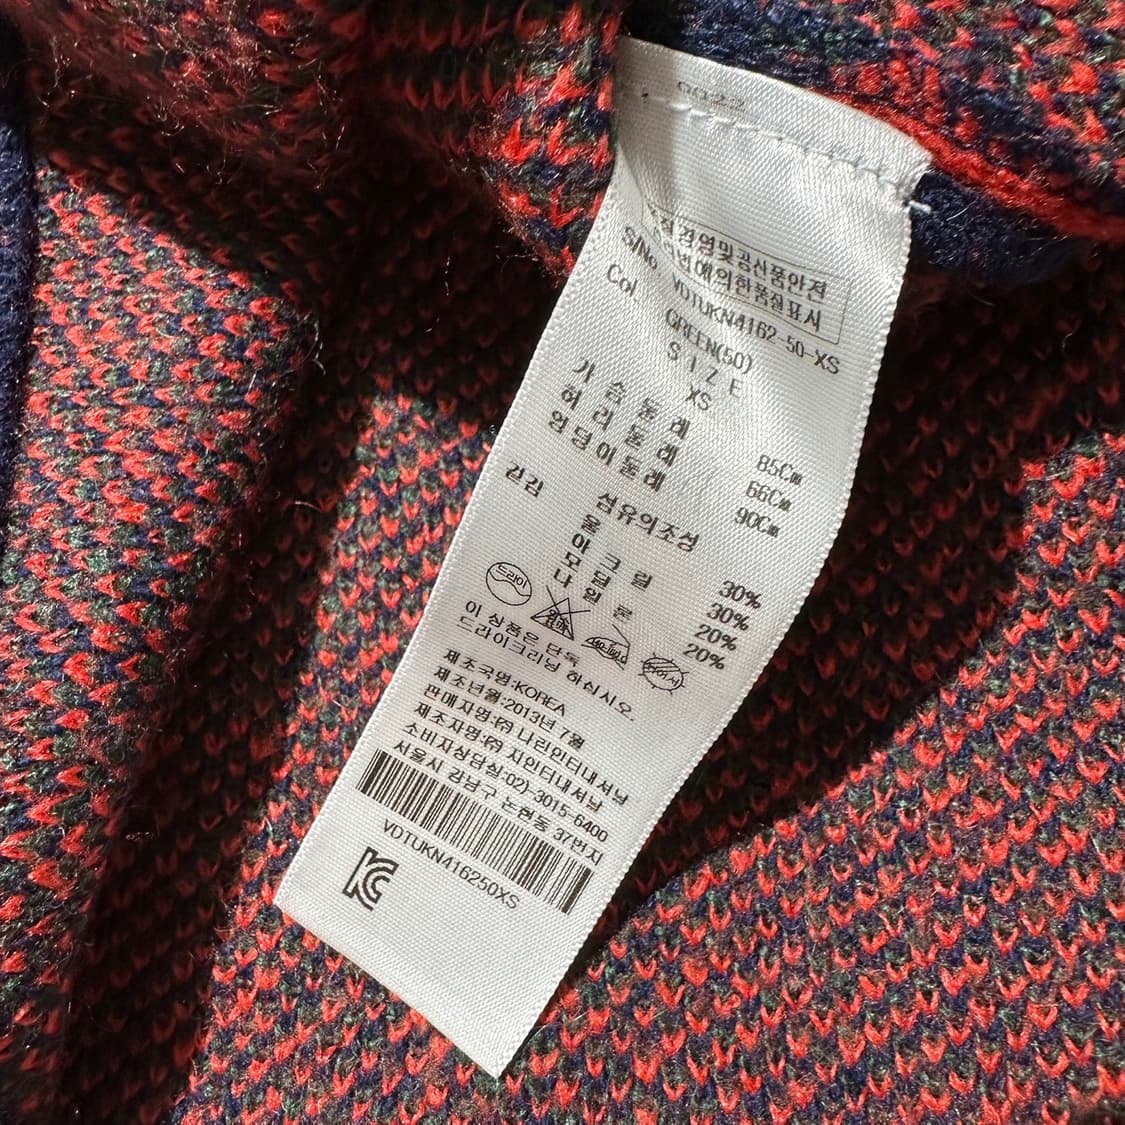 품질경영및공산품안전
관리법에의한품질표시
S/No. VDTUKN4162-50-XS
Col. GREEN(50)
SIZE
XS
가슴둘레 85Cm
허리둘레 66Cm
엉덩이둘레 90Cm
섬유의조성
겉감
울 30%
아크릴 30%
모달 20%
나일론 20%
드라이
이 상품은 단독
드라이크리닝 하십시오.
제조국명:KOREA
제조년월:2013년 7월
판매자명:㈜ 나인인터내셔날
제조자명:㈜ 지인터내셔날
소비자상담실:02)-3015-6400
서울시 강남구 논현동 37번지
VDTUKN416250XS
KC